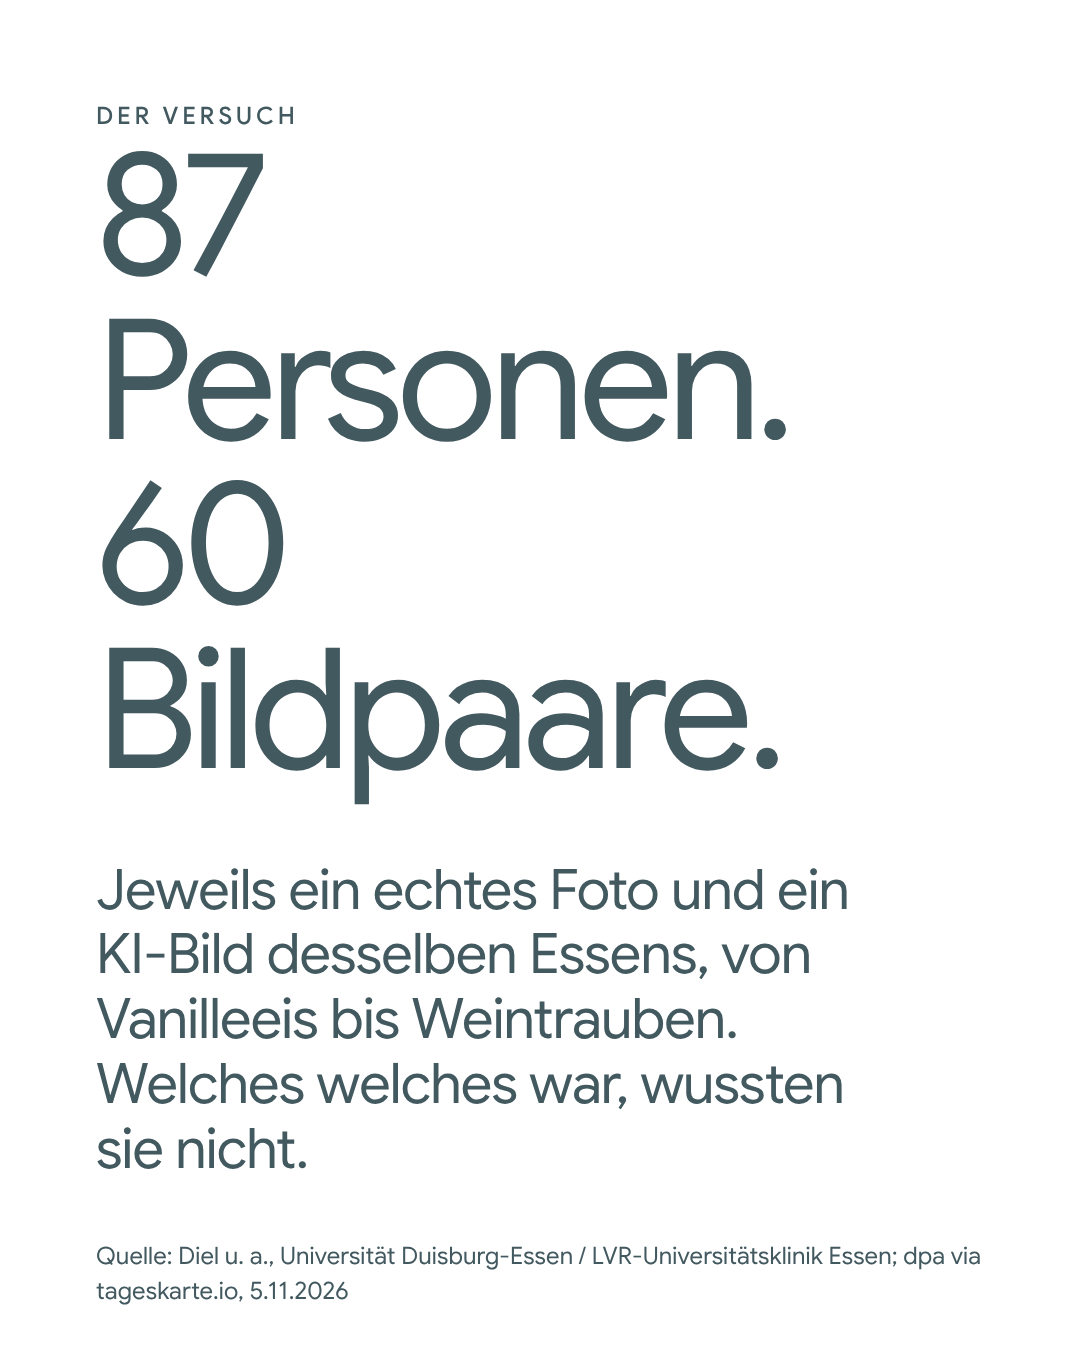 DER VERSUCH
87
Personen.
60
Bildpaare.
Jeweils ein echtes Foto und ein
KI-Bild desselben Essens, von
Vanilleeis bis Weintrauben.
Welches welches war, wussten
sie nicht.
Quelle: Diel u. a., Universität Duisburg-Essen / LVR-Universitätsklinik Essen; dpa via
tageskarte.io, 5.11.2026